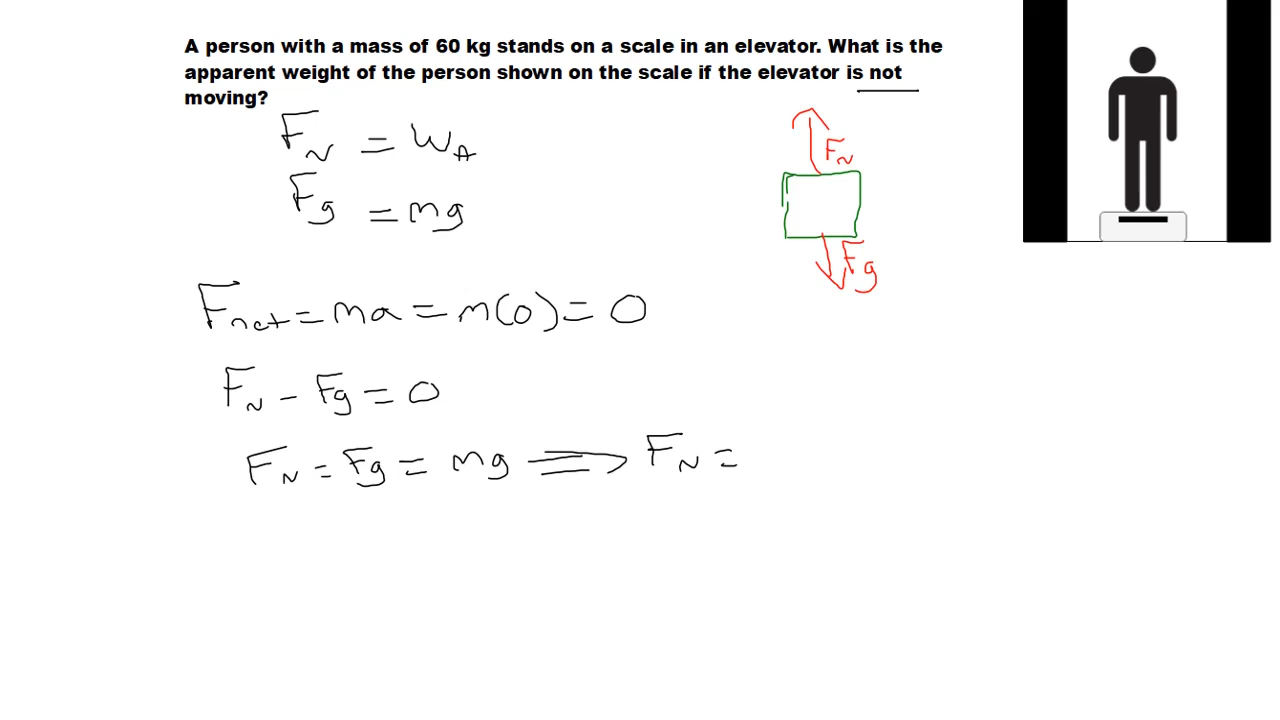 A person with a mass of 60 kg stands on a scale in an elevator. What is the
apparent weight of the person shown on the scale if the elevator is not
moving?
F_N = W_A
F_g = mg
F_N
F_g
F_net = ma = m(0) = 0
F_N - F_g = 0
F_N = F_g = mg ⟹ F_N =